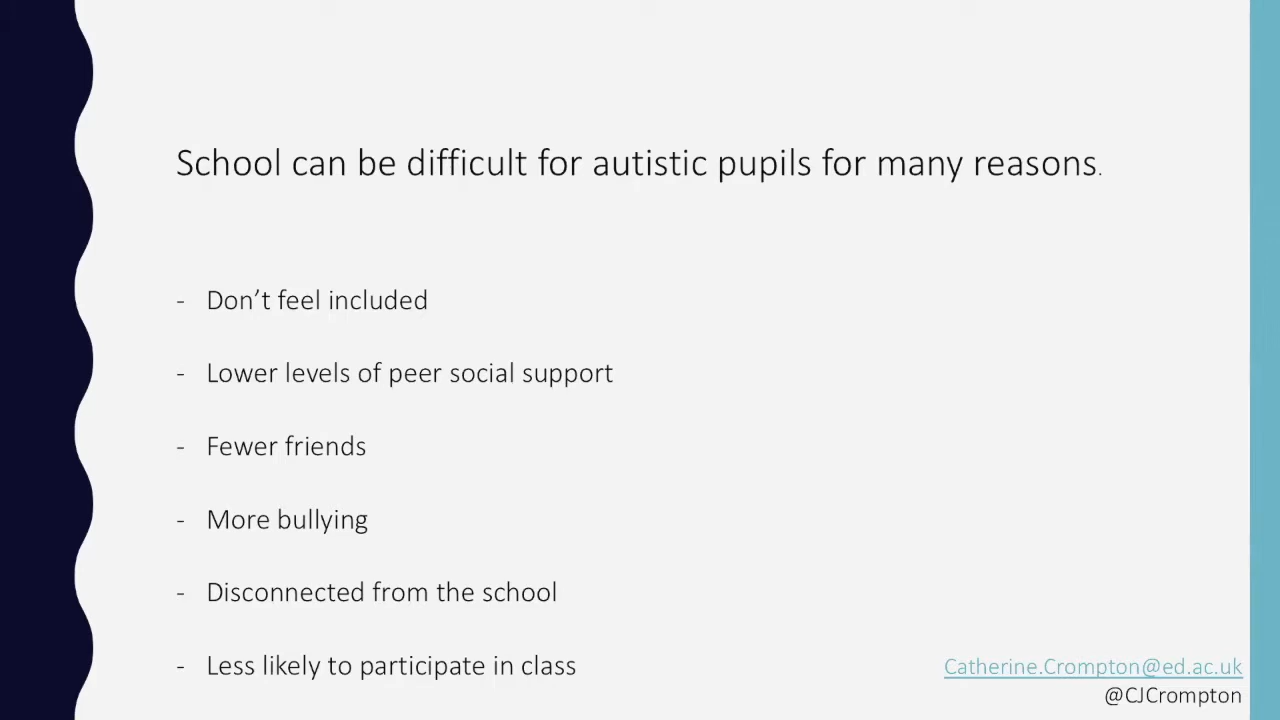 School can be difficult for autistic pupils for many reasons.
- Don’t feel included
- Lower levels of peer social support
- Fewer friends
- More bullying
- Disconnected from the school
- Less likely to participate in class
Catherine.Crompton@ed.ac.uk
@CJCrompton